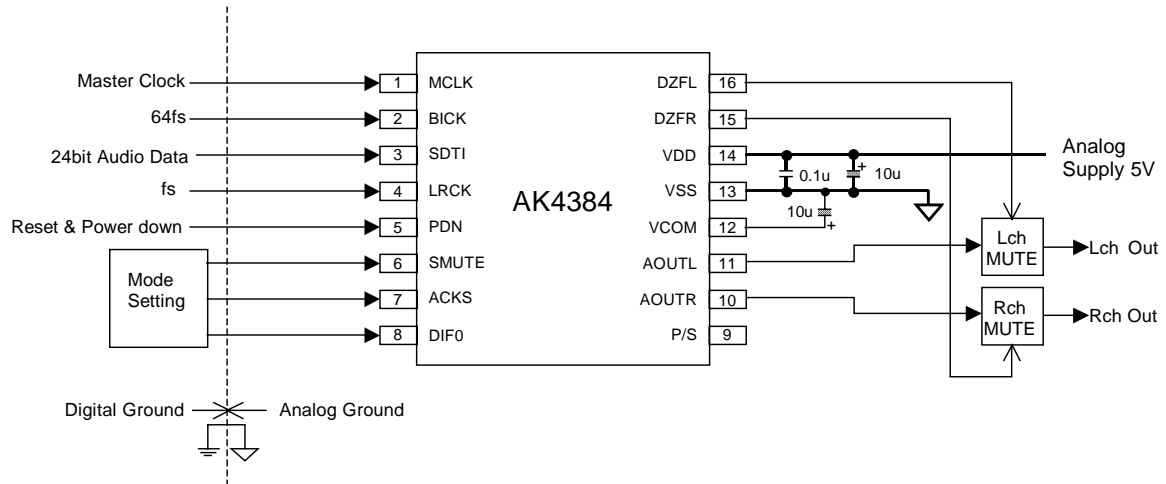 Master Clock
64fs
24bit Audio Data
fs
Reset & Power down
Mode
Setting
1
2
3
4
5
6
7
8
MCLK
BICK
SDTI
LRCK
PDN
SMUTE
ACKS
DIF0
AK4384
DZFL
DZFR
VDD
VSS
VCOM
AOUTL
AOUTR
P/S
16
15
14
13
12
11
10
9
0.1u
+
10u
10u
+
Analog
Supply 5V
Lch
MUTE
Lch Out
Rch
MUTE
Rch Out
Digital Ground
Analog Ground